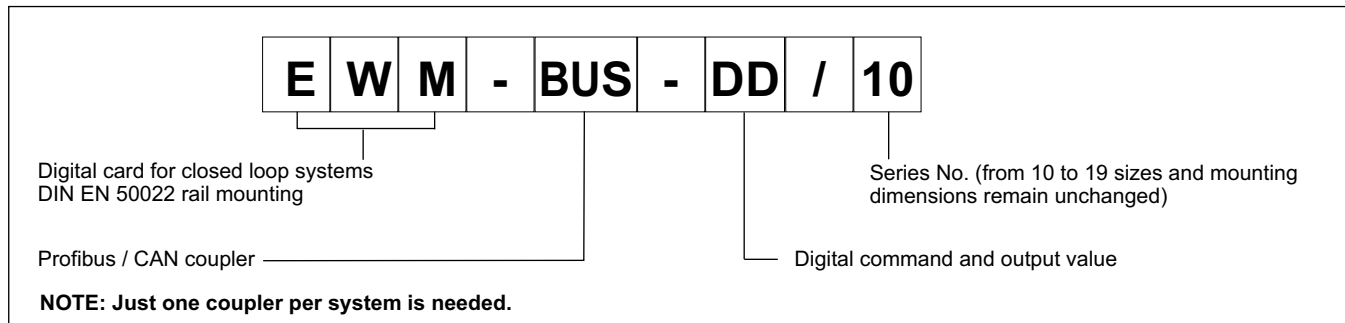 E W M - BUS - DD / 10
Digital card for closed loop systems
DIN EN 50022 rail mounting
Series No. (from 10 to 19 sizes and mounting
dimensions remain unchanged)
Profibus / CAN coupler
Digital command and output value
NOTE: Just one coupler per system is needed.